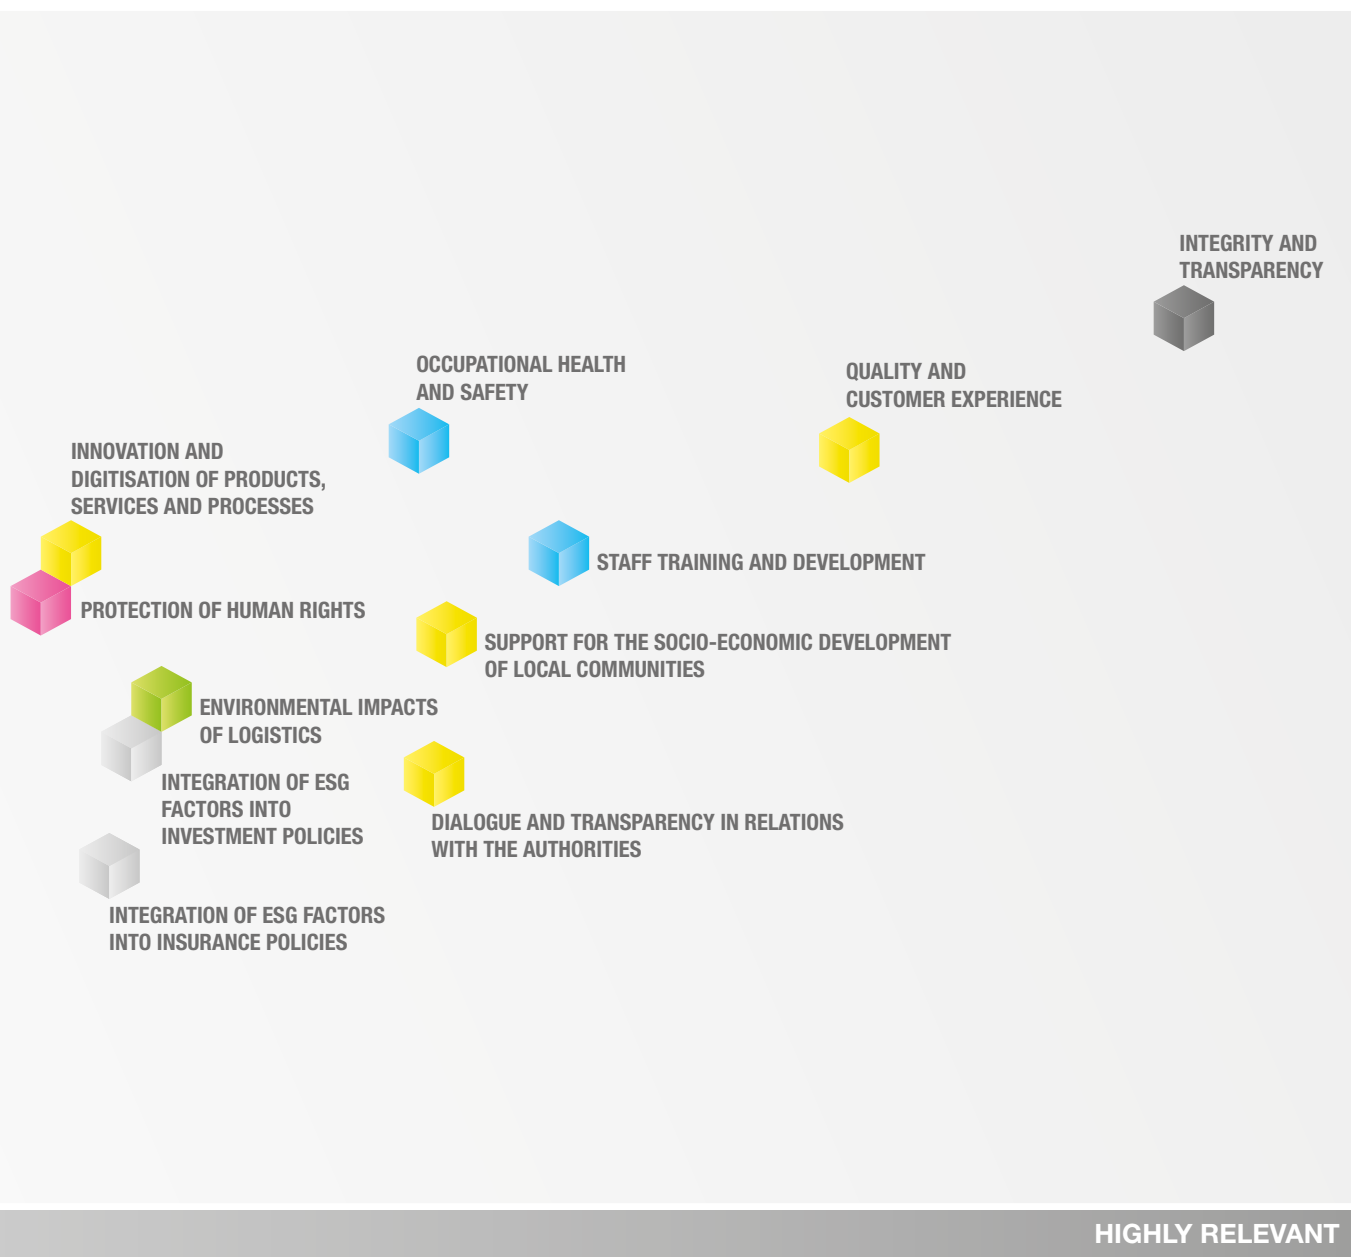 INTEGRITY AND
TRANSPARENCY
OCCUPATIONAL HEALTH
AND SAFETY
QUALITY AND
CUSTOMER EXPERIENCE
INNOVATION AND
DIGITISATION OF PRODUCTS,
SERVICES AND PROCESSES
STAFF TRAINING AND DEVELOPMENT
PROTECTION OF HUMAN RIGHTS
SUPPORT FOR THE SOCIO-ECONOMIC DEVELOPMENT
OF LOCAL COMMUNITIES
ENVIRONMENTAL IMPACTS
OF LOGISTICS
INTEGRATION OF ESG
FACTORS INTO
INVESTMENT POLICIES
DIALOGUE AND TRANSPARENCY IN RELATIONS
WITH THE AUTHORITIES
INTEGRATION OF ESG FACTORS
INTO INSURANCE POLICIES
HIGHLY RELEVANT